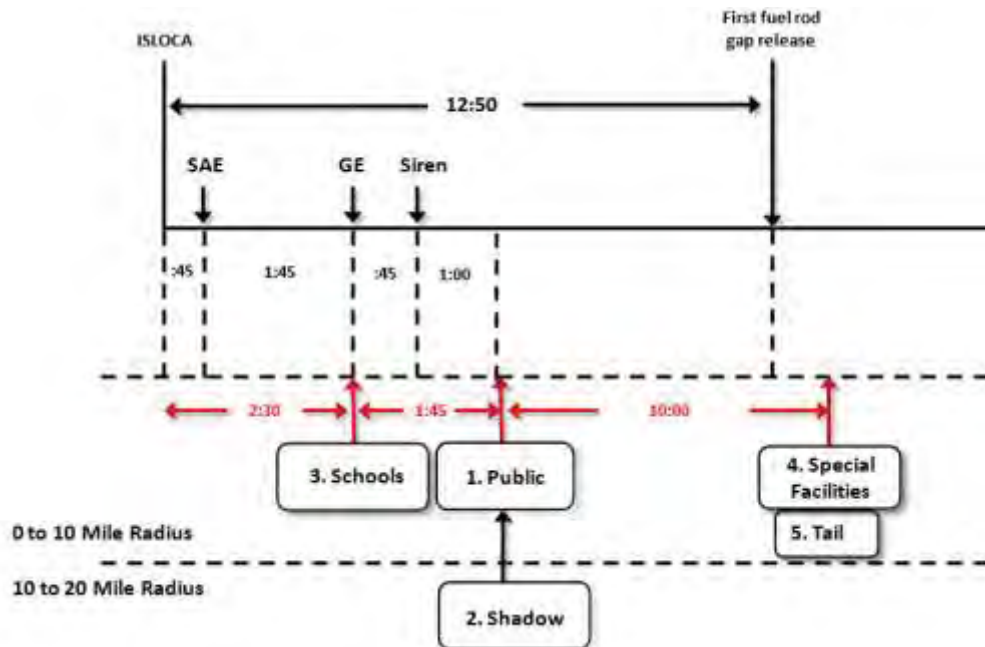 First fuel rod
gap release
ISLOCA
12:50
SAE
GE
Siren
:45
1:45
:45
1:00
2:30
1:45
10:00
3. Schools
1. Public
4. Special
Facilities
5. Tail
0 to 10 Mile Radius
10 to 20 Mile Radius
2. Shadow